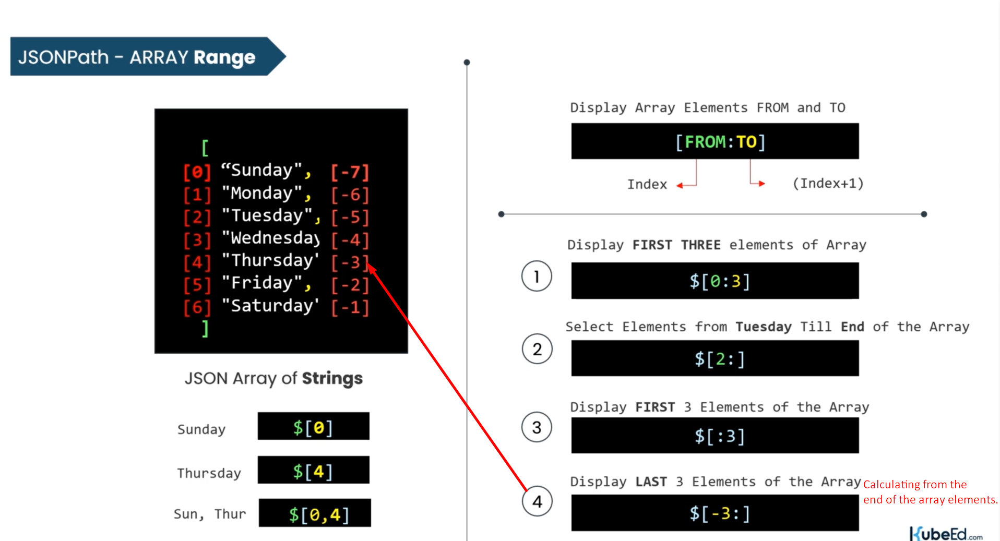 JSONPath - ARRAY Range
[
[0] “Sunday", [-7]
[1] "Monday", [-6]
[2] "Tuesday", [-5]
[3] "Wednesday [-4]
[4] "Thursday' [-3]
[5] "Friday", [-2]
[6] "Saturday' [-1]
]
JSON Array of Strings
Sunday $[0]
Thursday $[4]
Sun, Thur $[0,4]
Display Array Elements FROM and TO
[FROM:TO]
Index (Index+1)
Display FIRST THREE elements of Array
1 $[0:3]
Select Elements from Tuesday Till End of the Array
2 $[2:]
Display FIRST 3 Elements of the Array
3 $[:3]
Display LAST 3 Elements of the Array
4 $[-3:]
Calculating from the
end of the array elements.
KubeEd.com